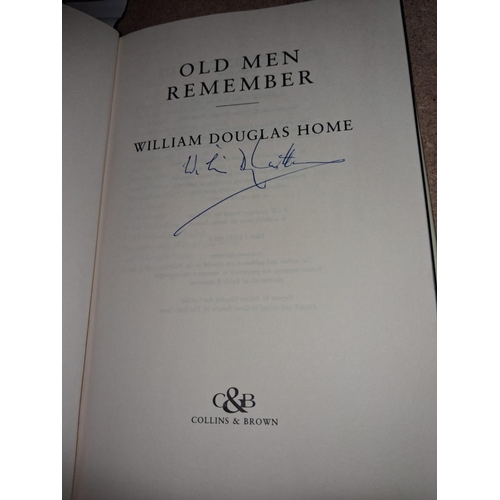 OLD MEN
REMEMBER
WILLIAM DOUGLAS HOME
C&B
COLLINS & BROWN